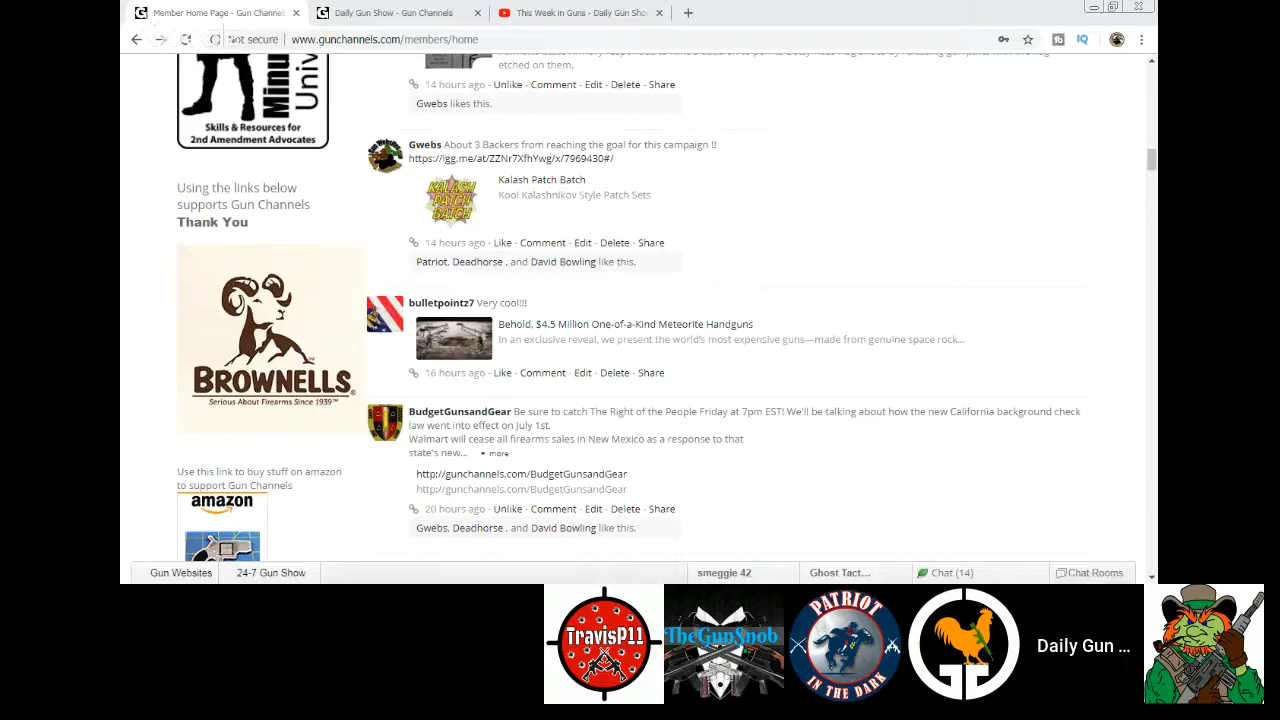 Member Home Page - Gun Channel
Daily Gun Show - Gun Channels
This Week in Guns - Daily Gun Sho
Not secure
www.gunchannels.com/members/home
etched on them.
14 hours ago - Unlike - Comment - Edit - Delete - Share
Gwebs likes this.
Minu
Univ
Skills & Resources for
2nd Amendment Advocates
Gwebs About 3 Backers from reaching the goal for this campaign !!
https://igg.me/at/ZZNr7XfhYwg/x/7969430#/
KALASH
PATCH
BATCH
Kalash Patch Batch
Kool Kalashnikov Style Patch Sets
14 hours ago - Like - Comment - Edit - Delete - Share
Patriot, Deadhorse , and David Bowling like this.
Using the links below
supports Gun Channels
Thank You
BROWNELLS
Serious About Firearms Since 1939™
bulletpointz7 Very cool!!!
Behold, $4.5 Million One-of-a-Kind Meteorite Handguns
In an exclusive reveal, we present the world's most expensive guns—made from genuine space rock...
16 hours ago - Like - Comment - Edit - Delete - Share
BudgetGunsandGear Be sure to catch The Right of the People Friday at 7pm EST! We'll be talking about how the new California background check
law went into effect on July 1st,
Walmart will cease all firearms sales in New Mexico as a response to that
state's new... more
http://gunchannels.com/BudgetGunsandGear
http://gunchannels.com/BudgetGunsandGear
20 hours ago - Unlike - Comment - Edit - Delete - Share
Gwebs, Deadhorse , and David Bowling like this.
Use this link to buy stuff on amazon
to support Gun Channels
amazon
Gun Websites
24-7 Gun Show
smeggie 42
Ghost Tact...
Chat (14)
Chat Rooms
TravisP11
TheGunSnob
PATRIOT
IN THE DARK
Daily Gun ...